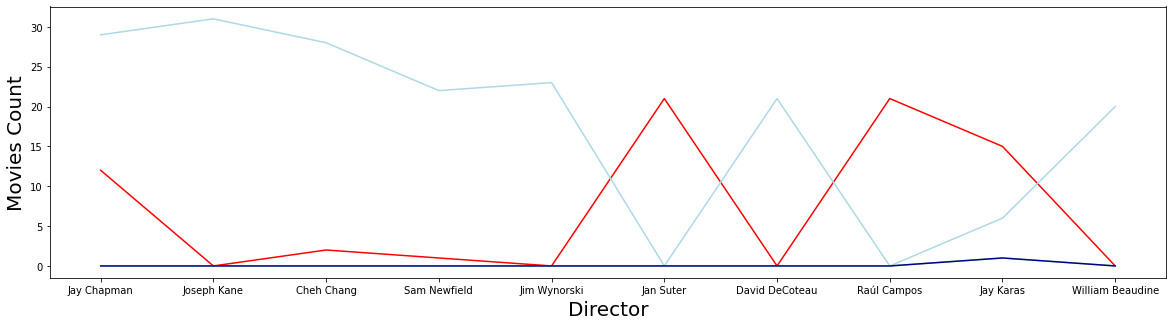 Movies Count
30
25
20
15
10
5
0
Jay Chapman Joseph Kane Cheh Chang Sam Newfield Jim Wynorski Jan Suter David DeCoteau Raúl Campos Jay Karas William Beaudine
Director